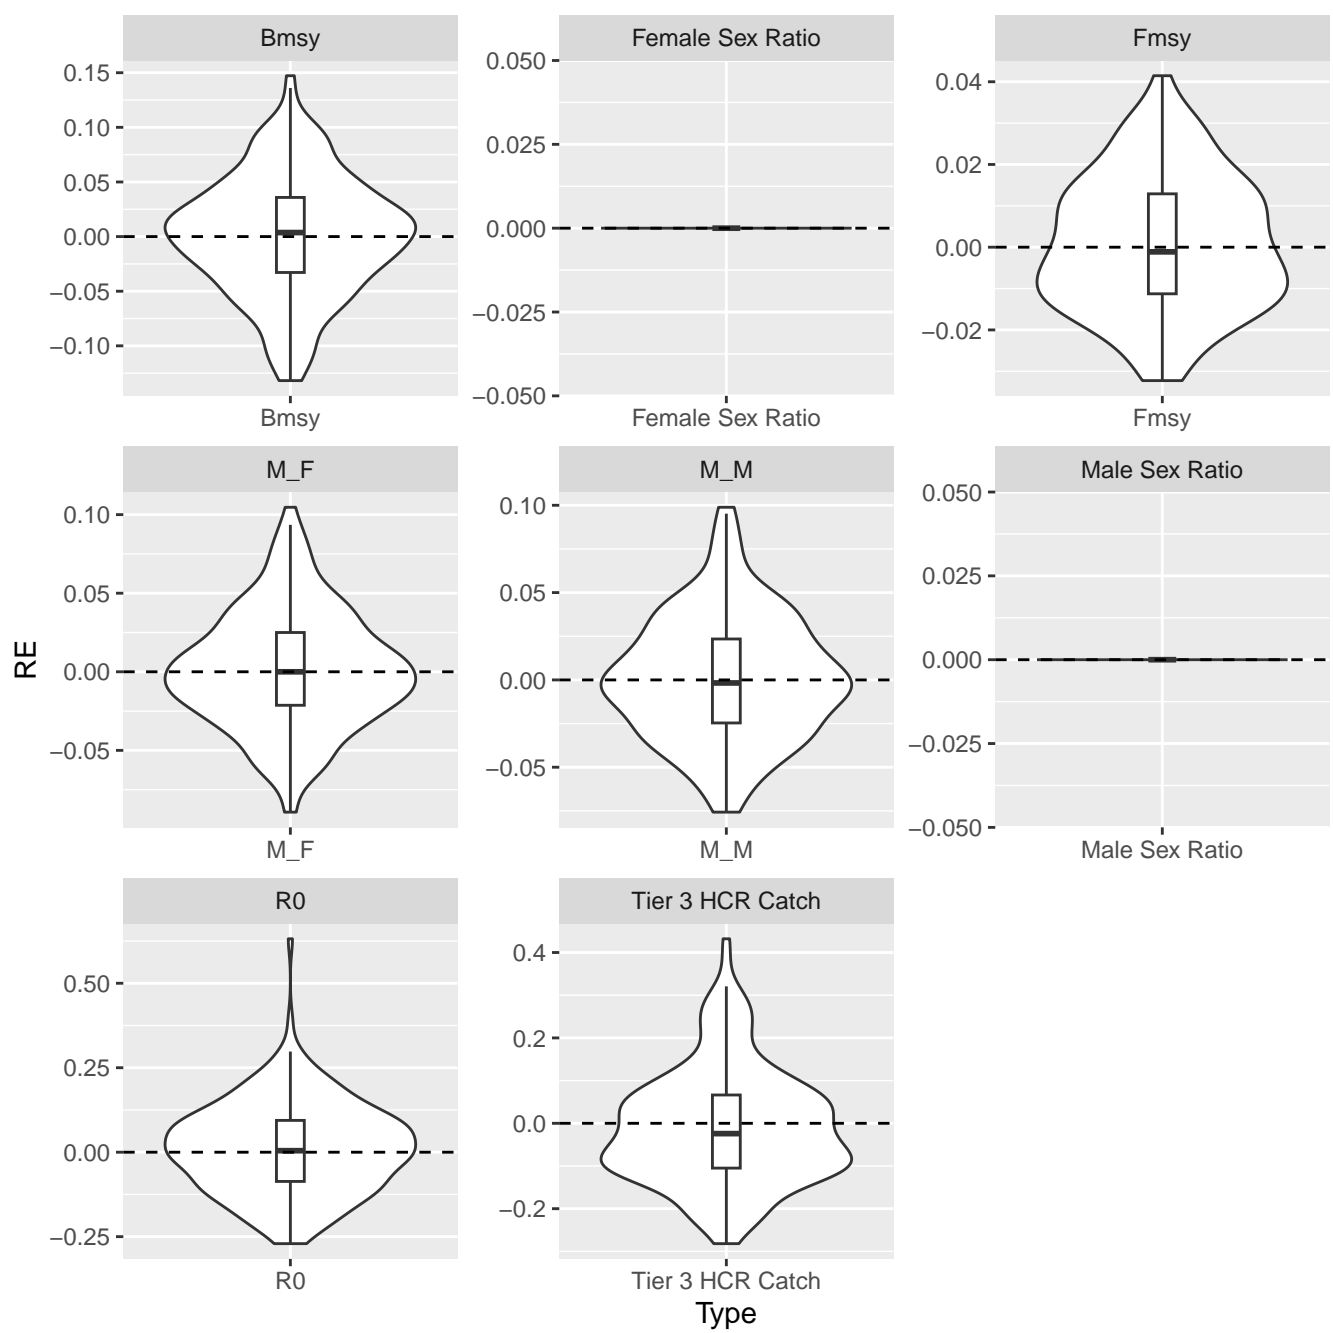 Bmsy
0.15
0.10
0.05
0.00
−0.05
−0.10
Bmsy
Female Sex Ratio
0.050
0.025
0.000
−0.025
−0.050
Female Sex Ratio
Fmsy
0.04
0.02
0.00
−0.02
Fmsy
RE
M_F
0.10
0.05
0.00
−0.05
M_F
M_M
0.10
0.05
0.00
−0.05
M_M
Male Sex Ratio
0.050
0.025
0.000
−0.025
−0.050
Male Sex Ratio
R0
0.50
0.25
0.00
−0.25
R0
Tier 3 HCR Catch
0.4
0.2
0.0
−0.2
Tier 3 HCR Catch
Type